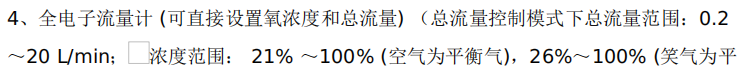 4、全电子流量计 (可直接设置氧浓度和总流量) （总流量控制模式下总流量范围：0.2
～20 L/min; 浓度范围： 21% ～100% (空气为平衡气)，26%～100% (笑气为平